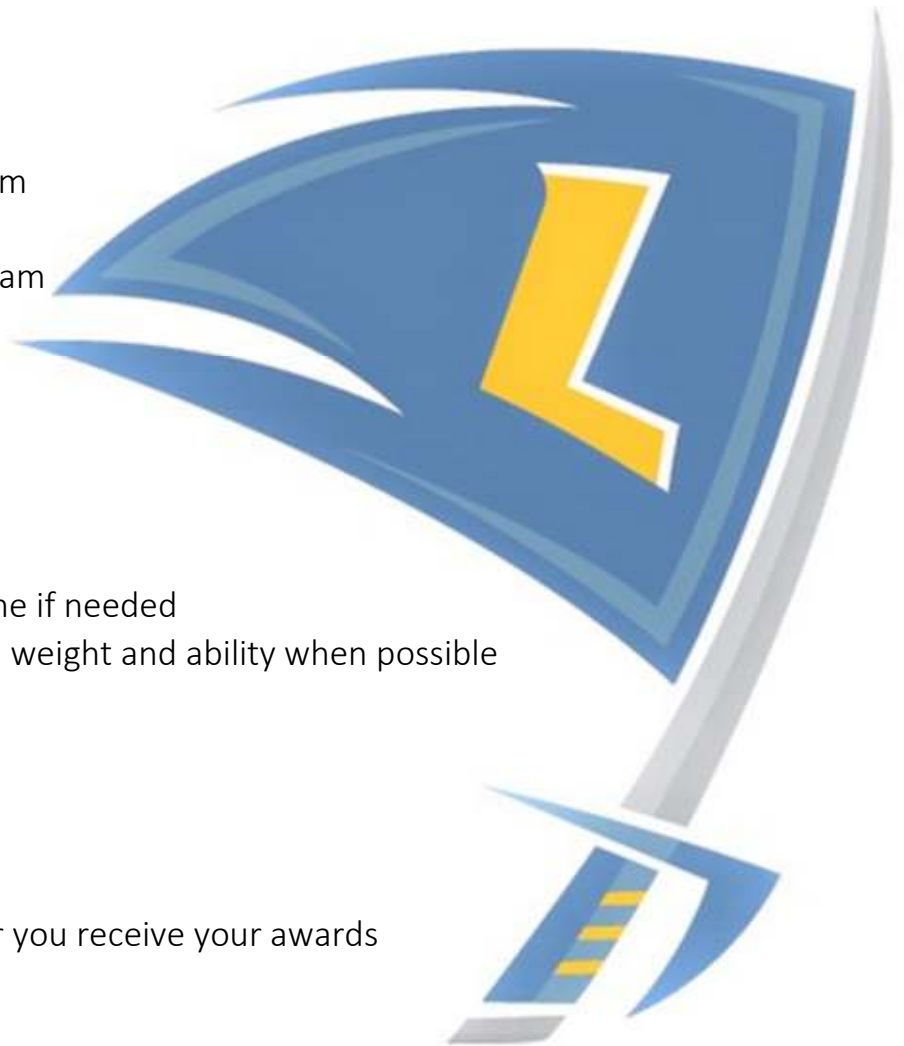 m
am
L
ne if needed
weight and ability when possible
r you receive your awards